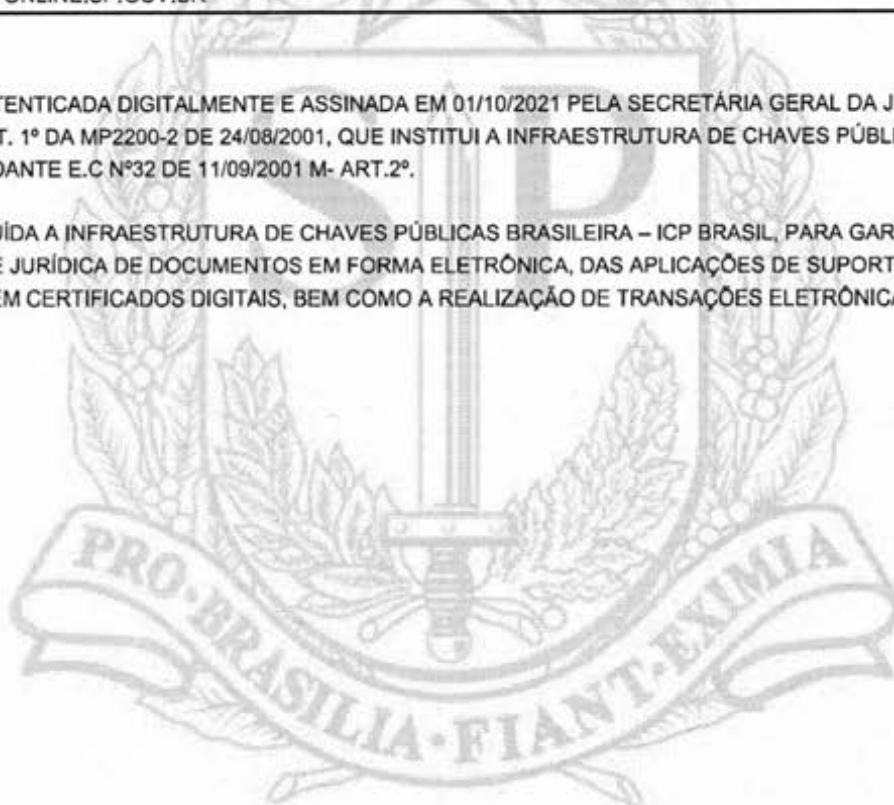 TENTICADA DIGITALMENTE E ASSINADA EM 01/10/2021 PELA SECRETÁRIA GERAL DA J
T. 1º DA MP2200-2 DE 24/08/2001, QUE INSTITUI A INFRAESTRUTURA DE CHAVES PÚBLI
DANTE E.C Nº32 DE 11/09/2001 M- ART.2º.
ÍDA A INFRAESTRUTURA DE CHAVES PÚBLICAS BRASILEIRA – ICP BRASIL, PARA GAR
E JURÍDICA DE DOCUMENTOS EM FORMA ELETRÔNICA, DAS APLICAÇÕES DE SUPORT
EM CERTIFICADOS DIGITAIS, BEM COMO A REALIZAÇÃO DE TRANSAÇÕES ELETRÔNICA
SP
PRO·BRASILIA·FIANT·EXIMIA